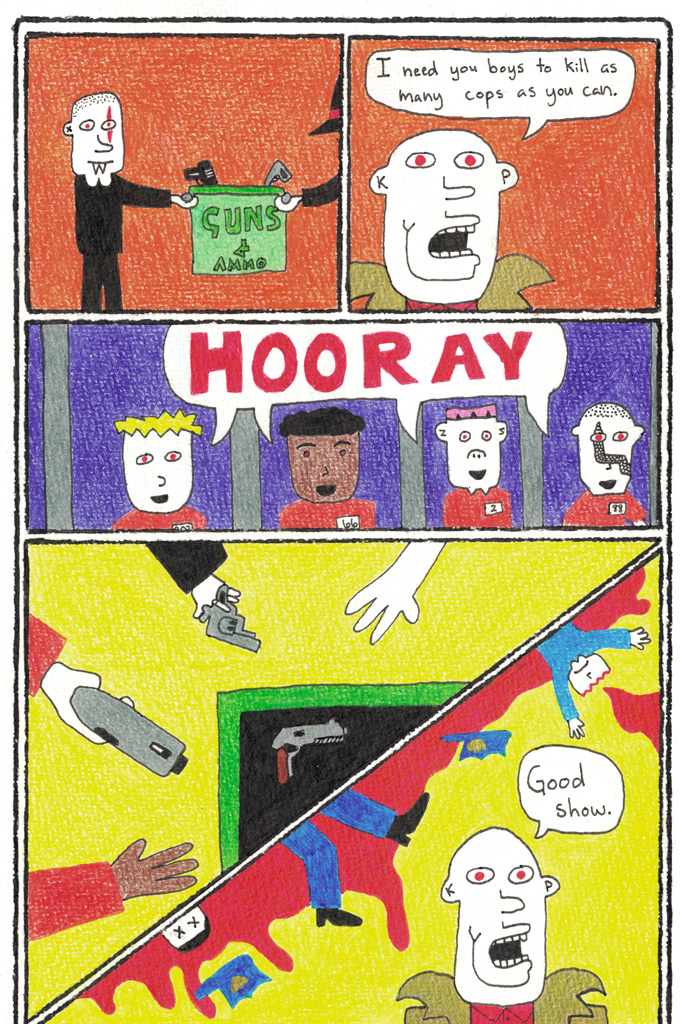 GUNS
&
AMMO
I need you boys to kill as
many cops as you can.
K P
HOORAY
Z S
66
2
88
Good
show.
K P